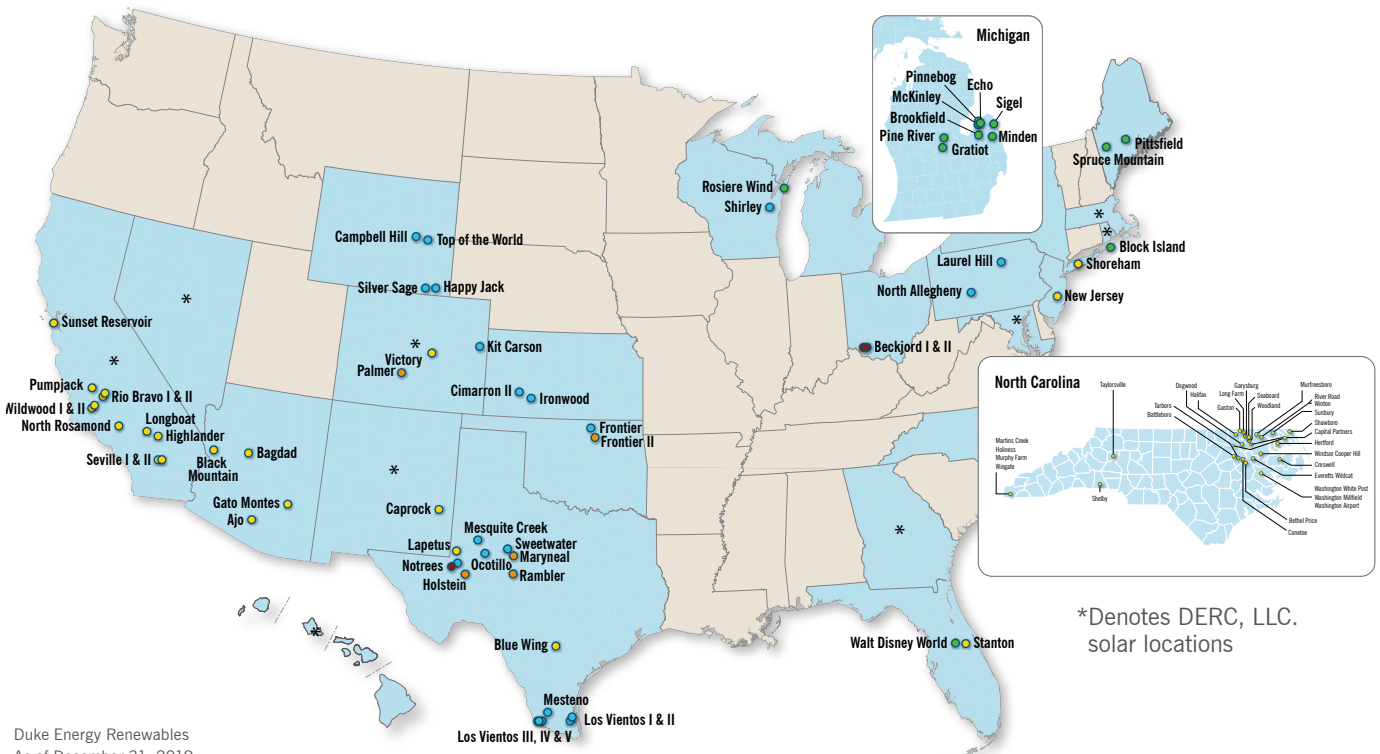 Michigan
Pinnebog
Echo
McKinley
Sigel
Brookfield
Pine River
Minden
Gratiot
Pittsfield
Spruce Mountain
Rosiere Wind
Shirley
*
*
Block Island
Campbell Hill
Top of the World
Laurel Hill
Shoreham
Silver Sage
Happy Jack
North Allegheny
New Jersey
*
*
Sunset Reservoir
*
*
Kit Carson
Beckjord I & II
Victory
Palmer
Pumpjack
Rio Bravo I & II
Cimarron II
Ironwood
Wildwood I & II
Longboat
North Rosamond
Highlander
Frontier
Frontier II
Seville I & II
Black
Mountain
Bagdad
*
Gato Montes
Ajo
Caprock
Mesquite Creek
Lapetus
Sweetwater
Maryneal
Notrees
Ocotillo
Holstein
Rambler
*
North Carolina
Taylorsville
Dogwood
Halifax
Garysburg
Long Farm
Seaboard
Gaston
Woodland
Murfreesboro
River Road
Winton
Sunbury
Tarboro
Battleboro
Shawboro
Capital Partners
Hertford
Martins Creek
Holiness
Murphy Farm
Wingate
Windsor Cooper Hill
Creswell
Everetts Wildcat
Shelby
Washington White Post
Washington Millfield
Washington Airport
Bethel Price
Conetoe
*Denotes DERC, LLC.
solar locations
*
Blue Wing
Walt Disney World
Stanton
Mesteno
Los Vientos I & II
Los Vientos III, IV & V
Duke Energy Renewables
As of December 31, 2019